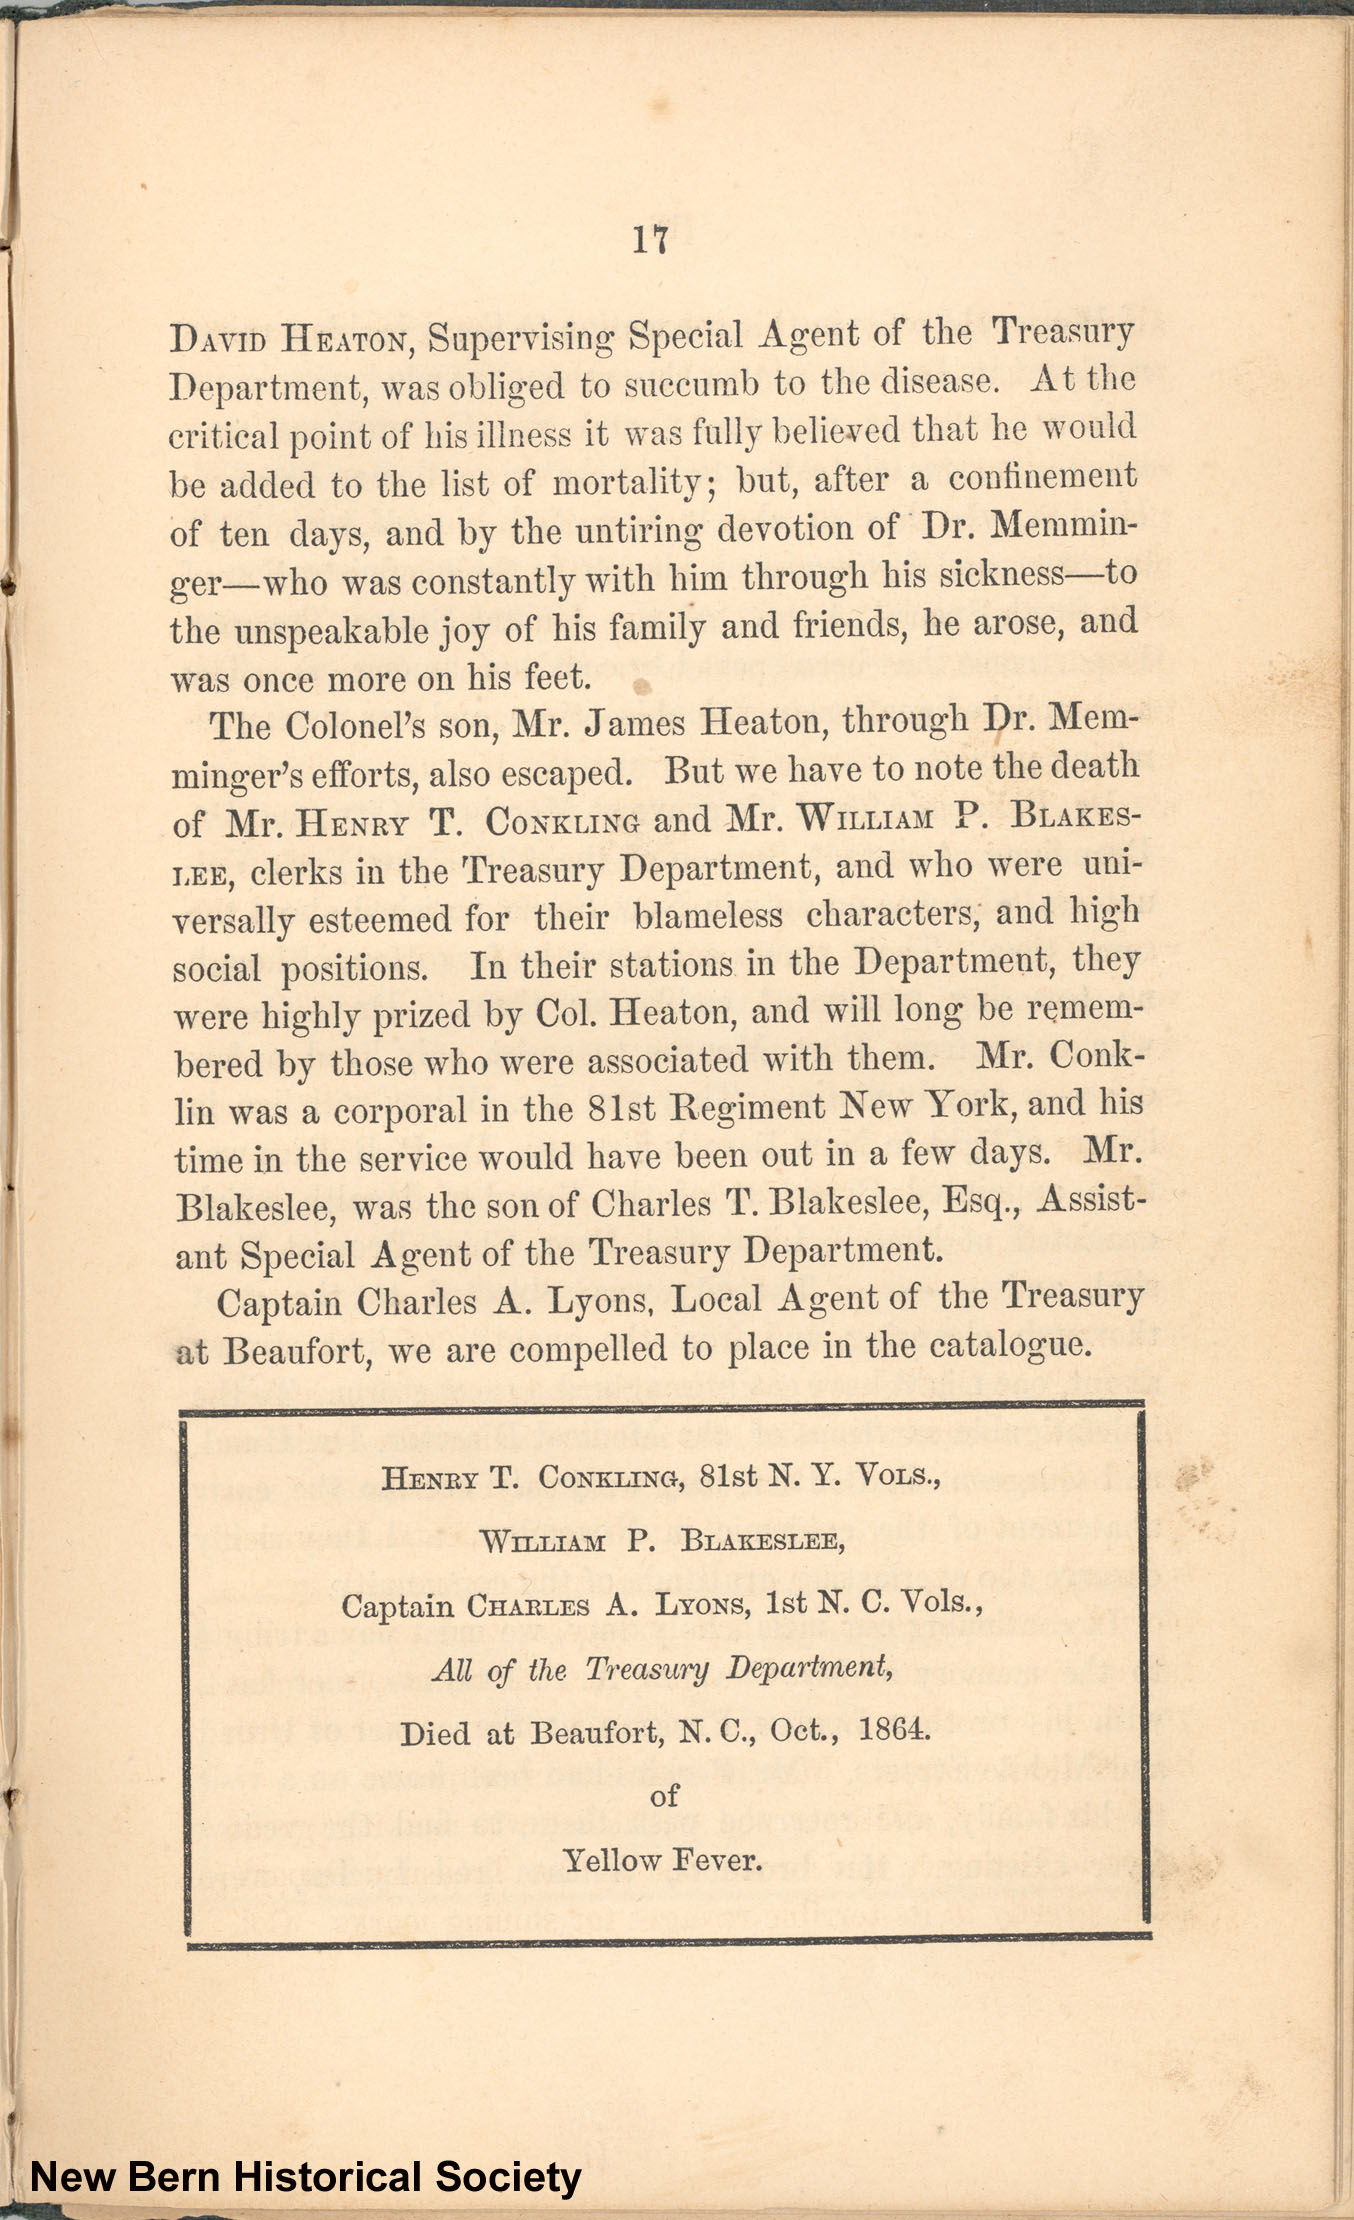 17
DAVID HEATON, Supervising Special Agent of the Treasury
Department, was obliged to succumb to the disease. At the
critical point of his illness it was fully believed that he would
be added to the list of mortality; but, after a confinement
of ten days, and by the untiring devotion of Dr. Memmin-
ger—who was constantly with him through his sickness—to
the unspeakable joy of his family and friends, he arose, and
was once more on his feet.
The Colonel's son, Mr. James Heaton, through Dr. Mem-
minger's efforts, also escaped. But we have to note the death
of Mr. HENRY T. CONKLING and Mr. WILLIAM P. BLAKES-
LEE, clerks in the Treasury Department, and who were uni-
versally esteemed for their blameless characters, and high
social positions. In their stations in the Department, they
were highly prized by Col. Heaton, and will long be remem-
bered by those who were associated with them. Mr. Conk-
lin was a corporal in the 81st Regiment New York, and his
time in the service would have been out in a few days. Mr.
Blakeslee, was the son of Charles T. Blakeslee, Esq., Assist-
ant Special Agent of the Treasury Department.
Captain Charles A. Lyons, Local Agent of the Treasury
at Beaufort, we are compelled to place in the catalogue.
HENRY T. CONKLING, 81st N. Y. VOLS.,
WILLIAM P. BLAKESLEE,
Captain CHARLES A. LYONS, 1st N. C. Vols.,
All of the Treasury Department,
Died at Beaufort, N. C., Oct., 1864.
of
Yellow Fever.
New Bern Historical Society